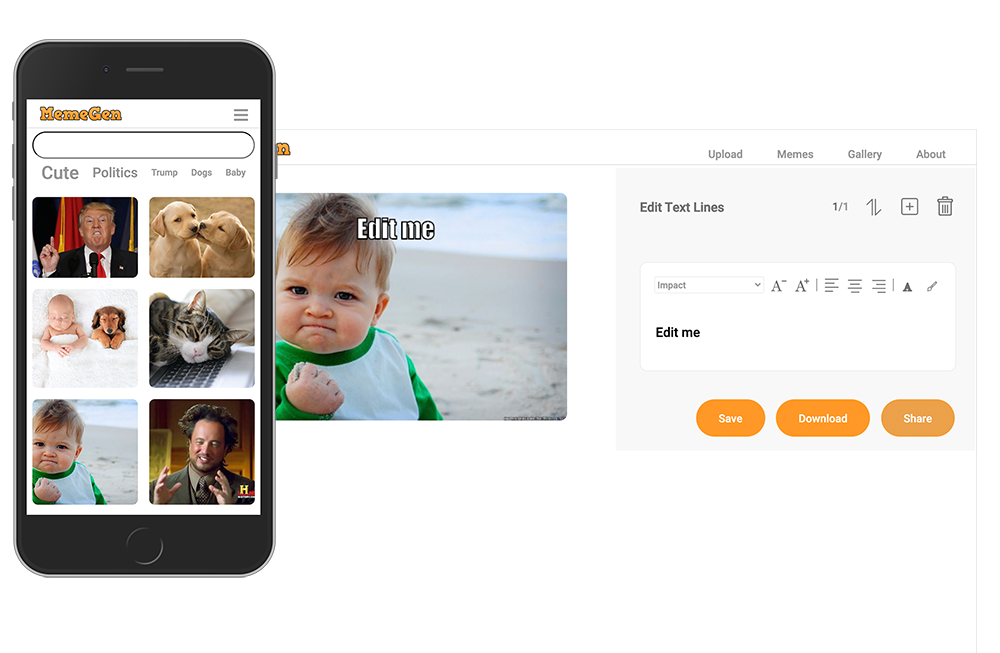 MemeGen
Cute Politics Trump Dogs Baby
H
n
Upload Memes Gallery About
Edit me
Edit Text Lines 1/1
Impact A- A+ A
Edit me
Save Download Share